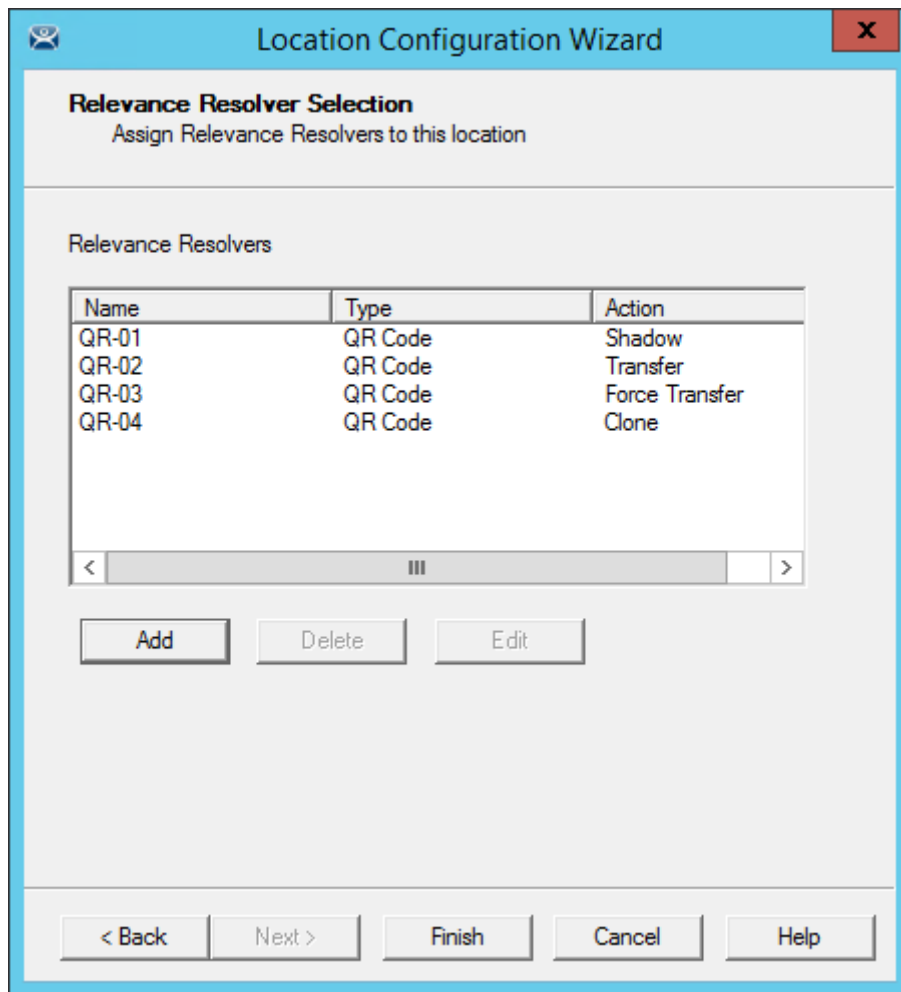 Location Configuration Wizard
x
Relevance Resolver Selection
Assign Relevance Resolvers to this location
Relevance Resolvers
Name Type Action
QR-01 QR Code Shadow
QR-02 QR Code Transfer
QR-03 QR Code Force Transfer
QR-04 QR Code Clone
Add Delete Edit
< Back Next > Finish Cancel Help